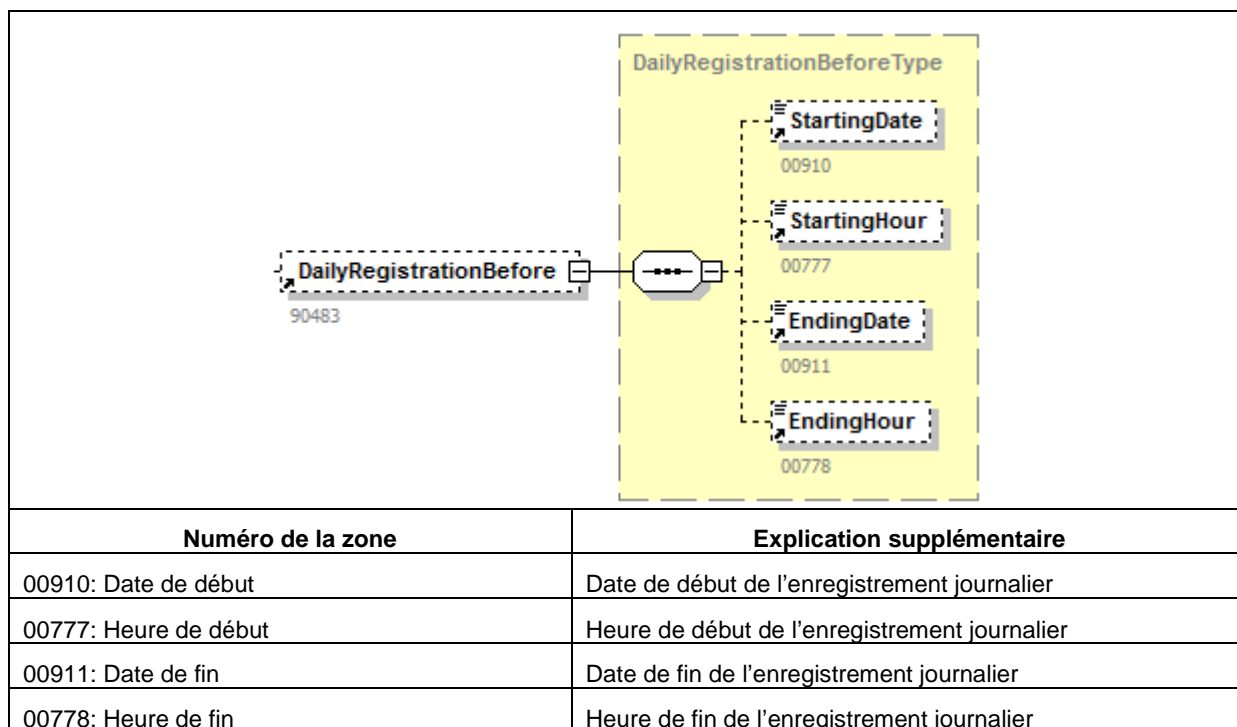 DailyRegistrationBeforeType
StartingDate
00910
StartingHour
00777
DailyRegistrationBefore
90483
EndingDate
00911
EndingHour
00778
Numéro de la zone Explication supplémentaire
00910: Date de début Date de début de l’enregistrement journalier
00777: Heure de début Heure de début de l’enregistrement journalier
00911: Date de fin Date de fin de l’enregistrement journalier
00778: Heure de fin Heure de fin de l’enregistrement journalier